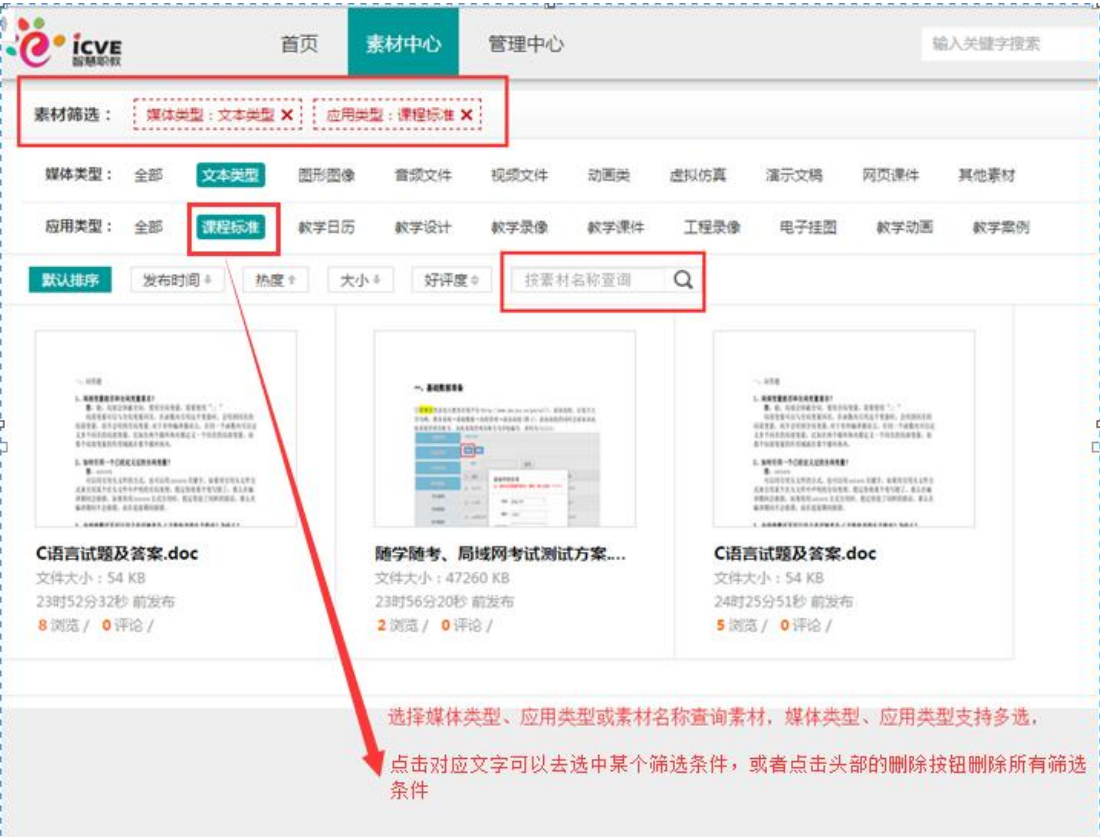 icve
智慧职教
首页 素材中心 管理中心 输入关键字搜索
素材筛选： 媒体类型：文本类型 × 应用类型：课程标准 ×
媒体类型： 全部 文本类型 图形图像 音频文件 视频文件 动画类 虚拟仿真 演示文稿 网页课件 其他素材
应用类型： 全部 课程标准 教学日历 教学设计 教学录像 教学课件 工程录像 电子挂图 教学动画 教学案例
默认排序 发布时间 热度 大小 好评度 按素材名称查询
一、基础数据准备
C语言试题及答案.doc
文件大小：54 KB
23时52分32秒 前发布
8 浏览 / 0 评论 /
随学随考、局域网考试测试方案....
文件大小：47260 KB
23时56分20秒 前发布
2 浏览 / 0 评论 /
C语言试题及答案.doc
文件大小：54 KB
24时25分51秒 前发布
5 浏览 / 0 评论 /
选择媒体类型、应用类型或素材名称查询素材，媒体类型、应用类型支持多选，
点击对应文字可以去选中某个筛选条件，或者点击头部的删除按钮删除所有筛选
条件